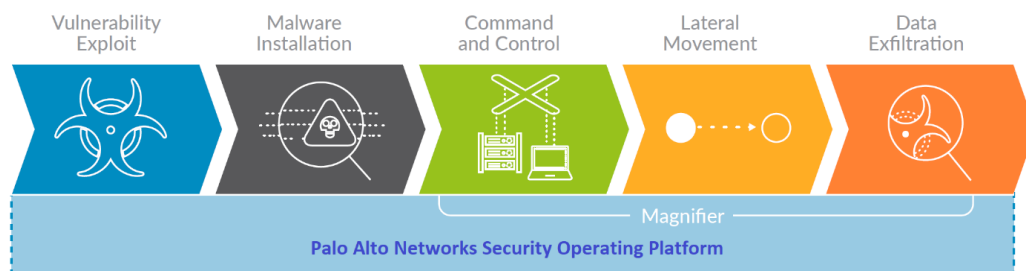 Vulnerability
Exploit
Malware
Installation
Command
and Control
Lateral
Movement
Data
Exfiltration
Magnifier
Palo Alto Networks Security Operating Platform